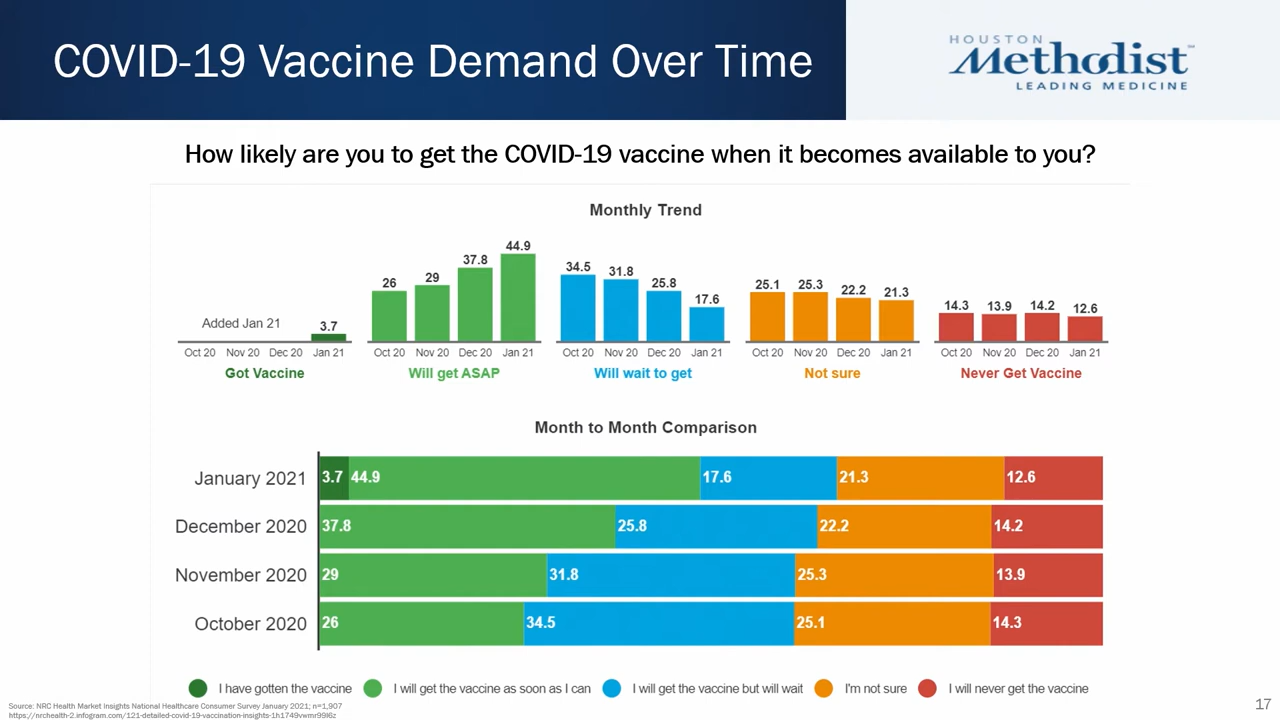 COVID-19 Vaccine Demand Over Time
HOUSTON
Methodist
LEADING MEDICINE
How likely are you to get the COVID-19 vaccine when it becomes available to you?
Monthly Trend
Added Jan 21
3.7
Oct 20 Nov 20 Dec 20 Jan 21
Got Vaccine
26 29 37.8 44.9
Oct 20 Nov 20 Dec 20 Jan 21
Will get ASAP
34.5 31.8 25.8 17.6
Oct 20 Nov 20 Dec 20 Jan 21
Will wait to get
25.1 25.3 22.2 21.3
Oct 20 Nov 20 Dec 20 Jan 21
Not sure
14.3 13.9 14.2 12.6
Oct 20 Nov 20 Dec 20 Jan 21
Never Get Vaccine
Month to Month Comparison
January 2021 3.7 44.9 17.6 21.3 12.6
December 2020 37.8 25.8 22.2 14.2
November 2020 29 31.8 25.3 13.9
October 2020 26 34.5 25.1 14.3
I have gotten the vaccine I will get the vaccine as soon as I can I will get the vaccine but will wait I'm not sure I will never get the vaccine
Source: NRC Health Market Insights National Healthcare Consumer Survey January 2021; n=1,907
17